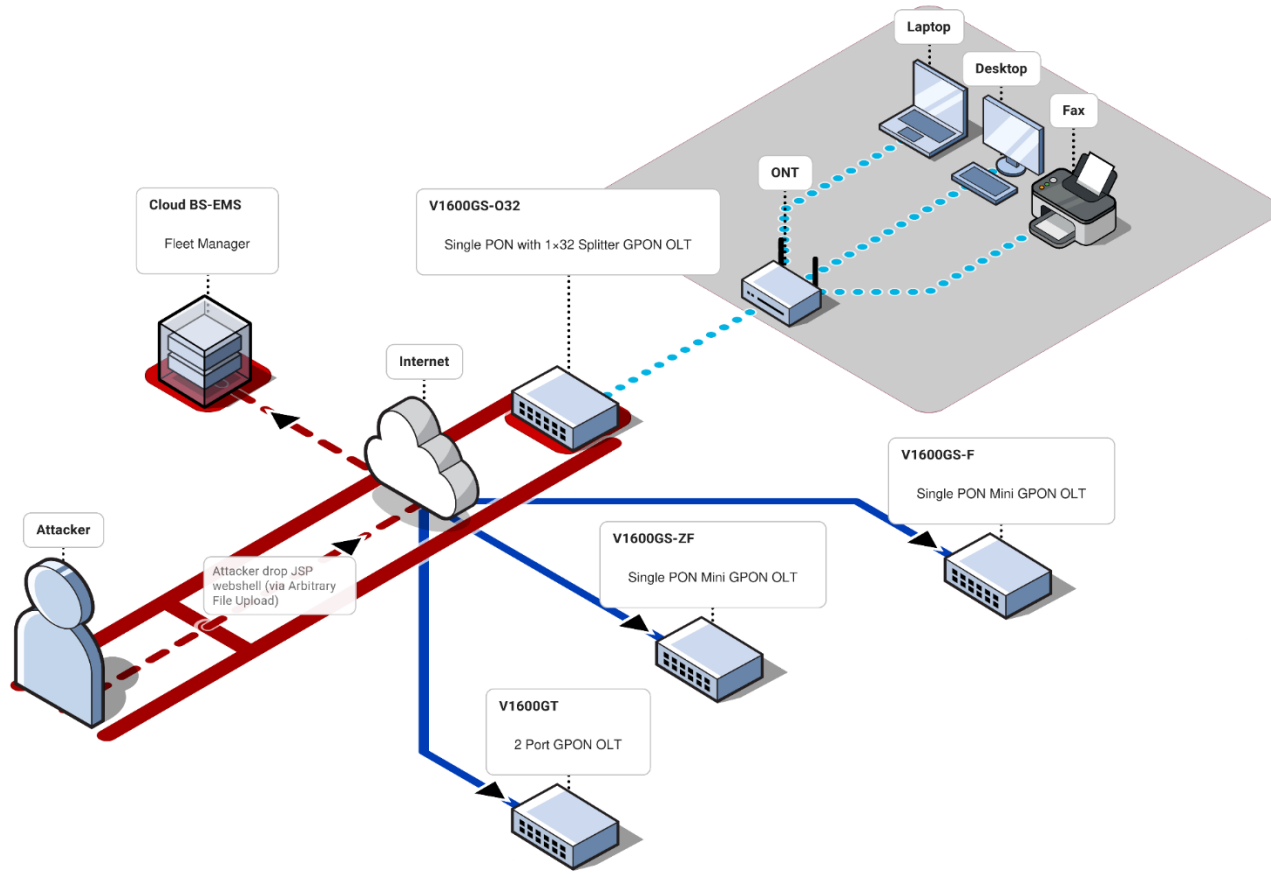 Laptop
Desktop
Fax
ONT
Cloud BS-EMS
Fleet Manager
V1600GS-O32
Single PON with 1×32 Splitter GPON OLT
Internet
V1600GS-F
Single PON Mini GPON OLT
Attacker
V1600GS-ZF
Single PON Mini GPON OLT
Attacker drop JSP
webshell (via Arbitrary
File Upload)
V1600GT
2 Port GPON OLT